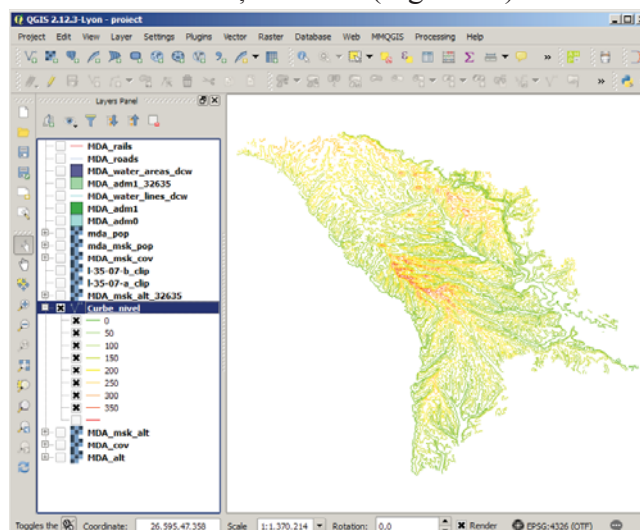 QGIS 2.12.3-Lyon - project
Project Edit View Layer Settings Plugins Vector Raster Database Web MMQGIS Processing Help
Layers Panel
MDA_rails
MDA_roads
MDA_water_areas_dcw
MDA_adm1_32635
MDA_water_lines_dcw
MDA_adm1
MDA_adm0
mda_pop
mda_msk_pop
MDA_msk_cov
l-35-07-b_clip
l-35-07-a_clip
MDA_msk_alt_32635
Curbe_nivel
0
50
100
150
200
250
300
350
MDA_msk_alt
MDA_cov
MDA_alt
Toggles the Coordinate: 26.595,47.358 Scale 1:1.370.214 Rotation: 0,0 Render EPSG:4326 (OTF)